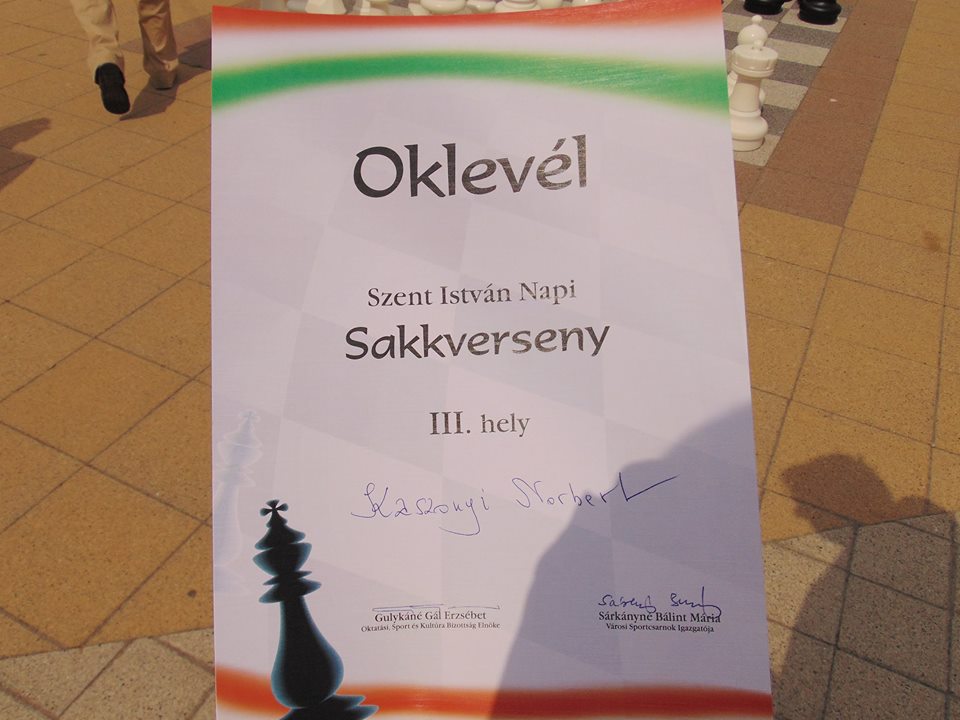 Oklevél
Szent István Napi
Sakkverseny
III. hely
Kaszonyi Norbert
Gulykáné Gál Erzsébet
Oktatási, Sport és Kultúra Bizottság Elnöke
Sárkányné Bálint Mária
Városi Sportcsarnok Igazgatója